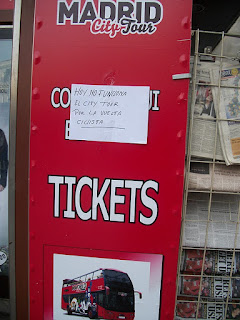 MADRID
City Tour
HOY NO FUNCIONA
EL CITY TOUR
POR LA VUELTA
CICLISTA
TICKETS